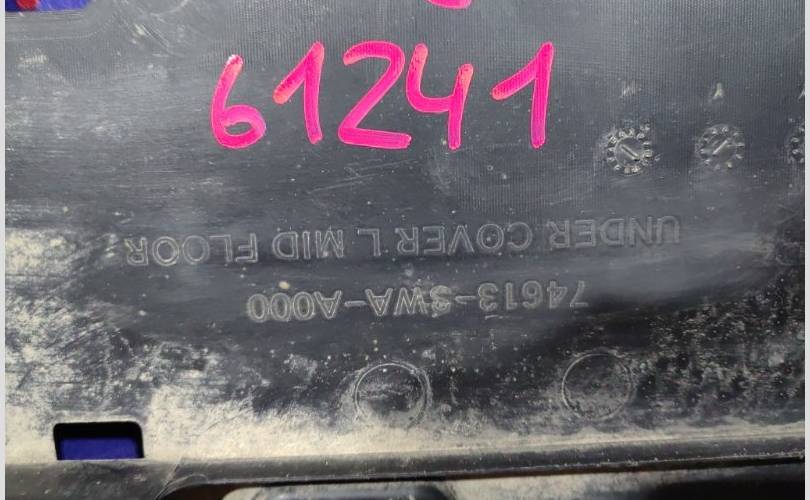 61241
UNDER COVER L MID FLOOR
74613-SWA-A000